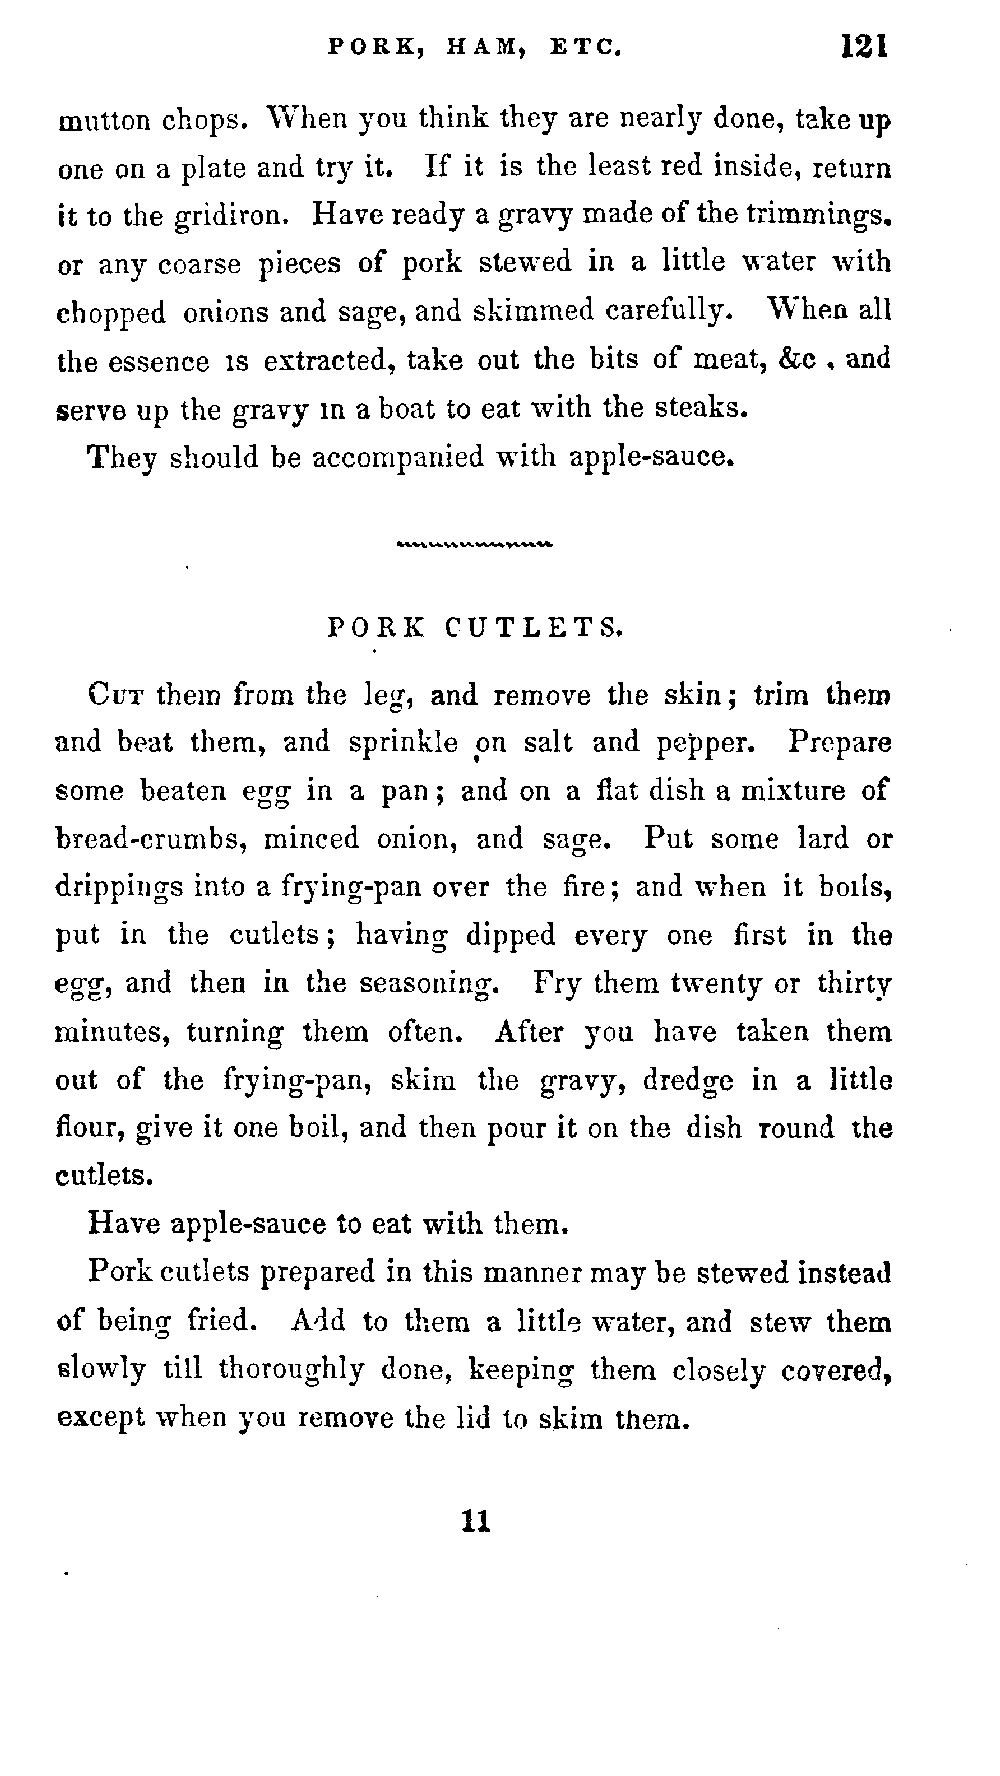 PORK, HAM, ETC. 121
mutton chops. When you think they are nearly done, take up
one on a plate and try it. If it is the least red inside, return
it to the gridiron. Have ready a gravy made of the trimmings.
or any coarse pieces of pork stewed in a little water with
chopped onions and sage, and skimmed carefully. When all
the essence is extracted, take out the bits of meat, &c , and
serve up the gravy in a boat to eat with the steaks.
They should be accompanied with apple-sauce.
PORK CUTLETS.
CUT them from the leg, and remove the skin; trim them
and beat them, and sprinkle on salt and pepper. Prepare
some beaten egg in a pan; and on a flat dish a mixture of
bread-crumbs, minced onion, and sage. Put some lard or
drippings into a frying-pan over the fire; and when it boils,
put in the cutlets; having dipped every one first in the
egg, and then in the seasoning. Fry them twenty or thirty
minutes, turning them often. After you have taken them
out of the frying-pan, skim the gravy, dredge in a little
flour, give it one boil, and then pour it on the dish round the
cutlets.
Have apple-sauce to eat with them.
Pork cutlets prepared in this manner may be stewed instead
of being fried. Add to them a little water, and stew them
slowly till thoroughly done, keeping them closely covered,
except when you remove the lid to skim them.
11